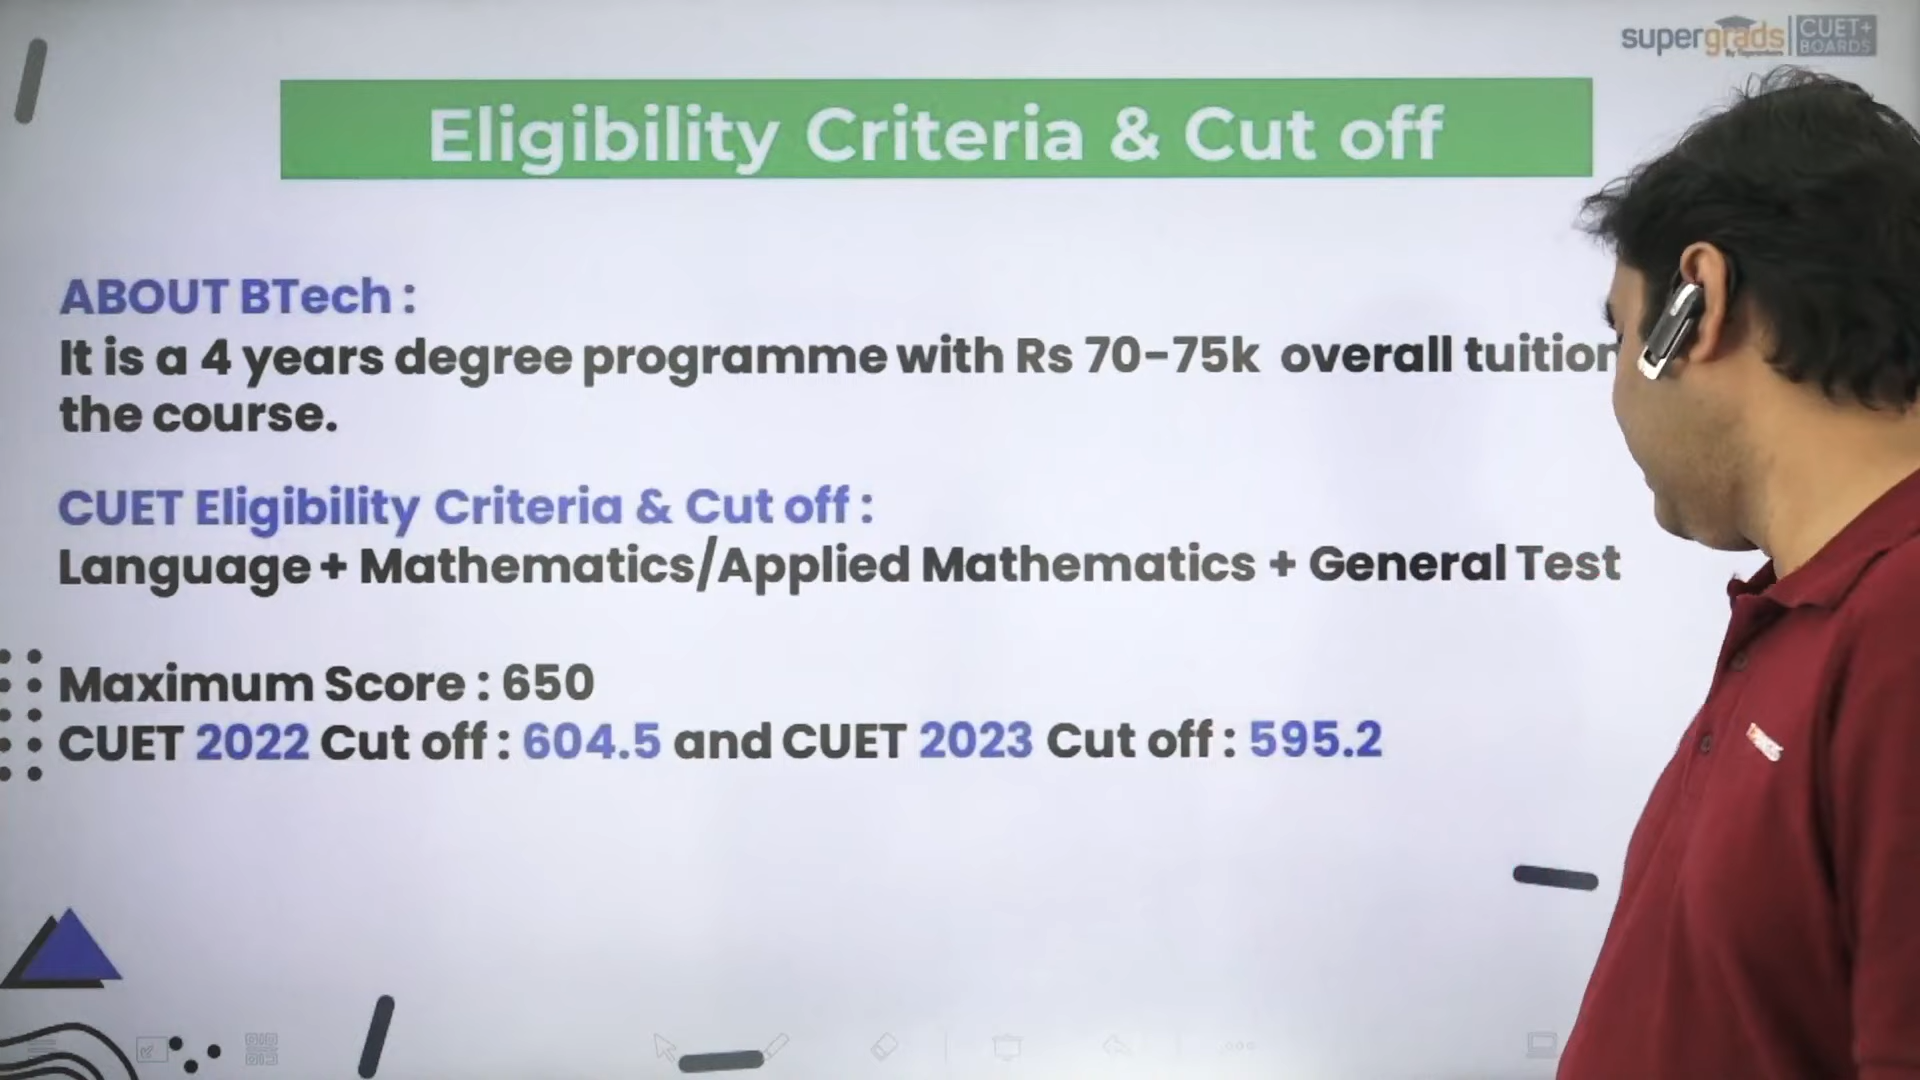 supergrads CUET+
BOARDS
Eligibility Criteria & Cut off
ABOUT BTech :
It is a 4 years degree programme with Rs 70-75k overall tuition
the course.
CUET Eligibility Criteria & Cut off :
Language + Mathematics/Applied Mathematics + General Test
Maximum Score : 650
CUET 2022 Cut off : 604.5 and CUET 2023 Cut off : 595.2